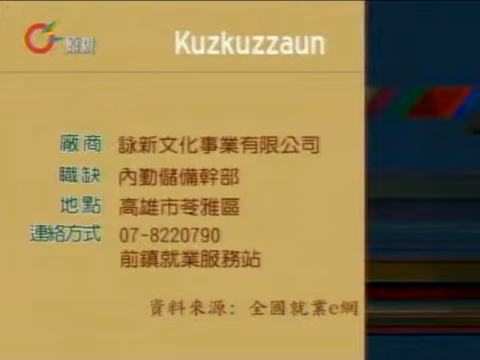 原視
Kuzkuzzaun
廠商 詠新文化事業有限公司
職缺 內勤儲備幹部
地點 高雄市苓雅區
連絡方式 07-8220790
前鎮就業服務站
資料來源: 全國就業e網